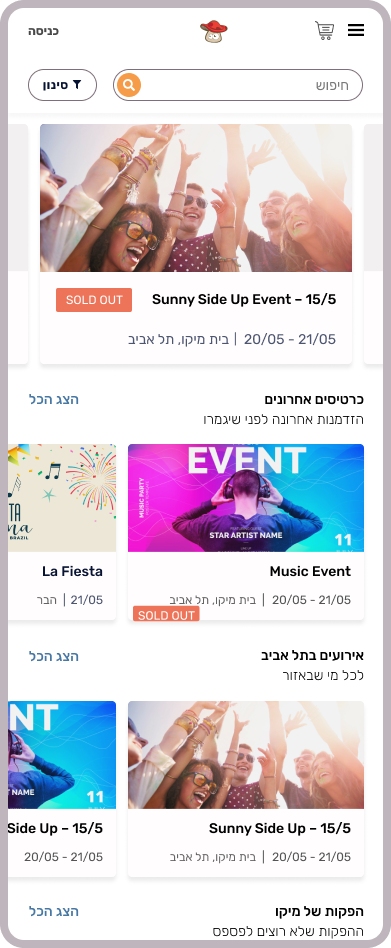 כניסה
חיפוש
סינון
Sunny Side Up Event – 15/5
SOLD OUT
20/05 - 21/05 | בית מיקו, תל אביב
כרטיסים אחרונים
הצג הכל
הזדמנות אחרונה לפני שיגמרו
EVENT
MUSIC PARTY
STAR ARTIST NAME
11
Music Event
20/05 - 21/05 | בית מיקו, תל אביב
SOLD OUT
BRAZIL
La Fiesta
21/05 | הבר
אירועים בתל אביב
הצג הכל
לכל מי שבאזור
Sunny Side Up – 15/5
20/05 - 21/05 | בית מיקו, תל אביב
NT
11
Side Up – 15/5
20/05 - 21/05
הפקות של מיקו
הצג הכל
ההפקות שלא רוצים לפספס